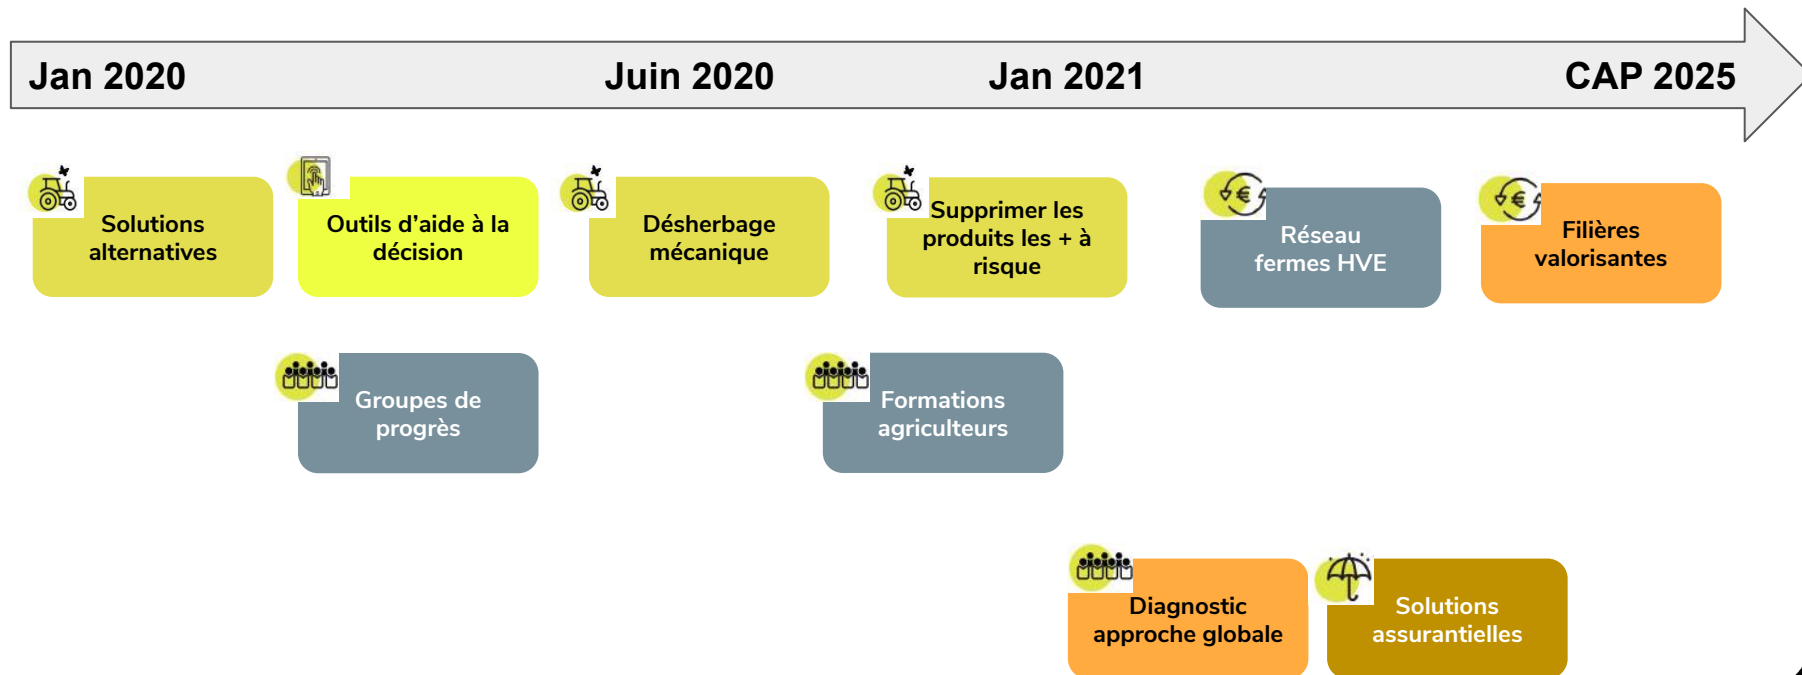 Jan 2020
Juin 2020
Jan 2021
CAP 2025
Solutions
alternatives
Outils d’aide à la
décision
Désherbage
mécanique
Supprimer les
produits les + à
risque
Réseau
fermes HVE
Filières
valorisantes
Groupes de
progrès
Formations
agriculteurs
Diagnostic
approche globale
Solutions
assurantielles